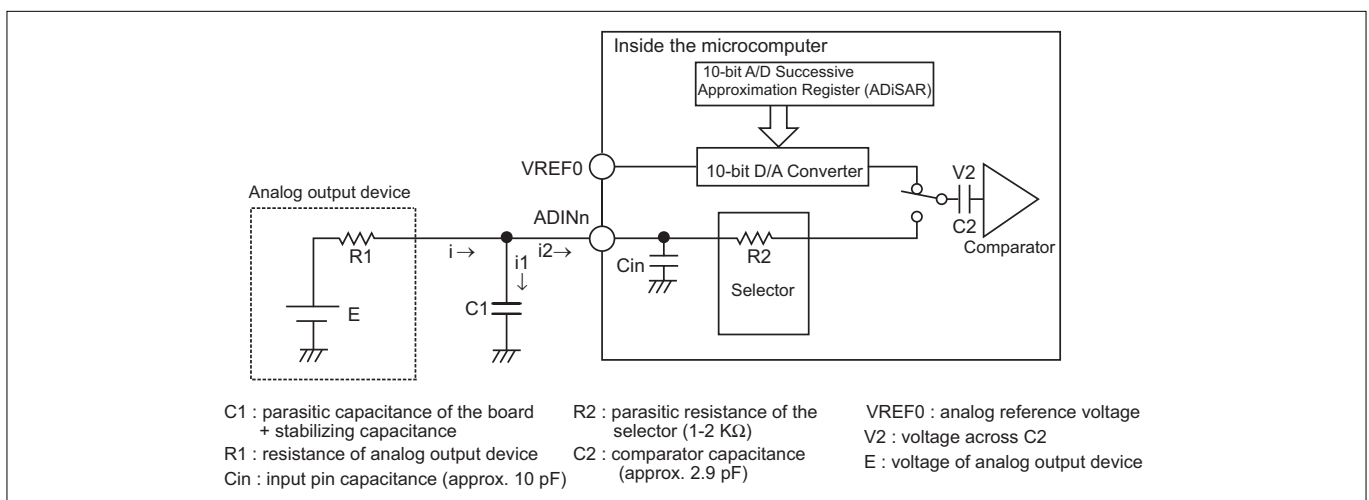 Inside the microcomputer
10-bit A/D Successive
Approximation Register (ADiSAR)
VREF0
10-bit D/A Converter
V2
C2
Comparator
Analog output device
ADINn
R1
i →
i1
↓
i2→
Cin
R2
Selector
E
C1
C1 : parasitic capacitance of the board
+ stabilizing capacitance
R1 : resistance of analog output device
Cin : input pin capacitance (approx. 10 pF)
R2 : parasitic resistance of the
selector (1-2 KΩ)
C2 : comparator capacitance
(approx. 2.9 pF)
VREF0 : analog reference voltage
V2 : voltage across C2
E : voltage of analog output device